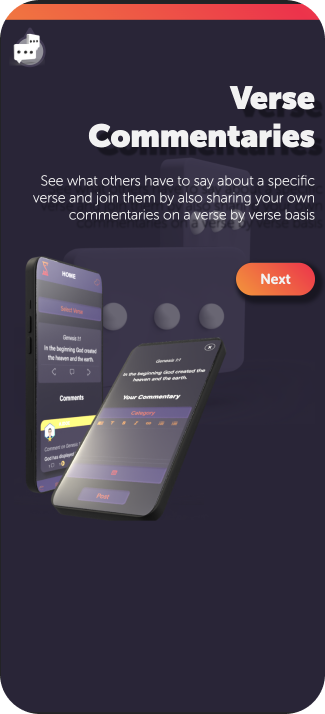 Verse
Commentaries
See what others have to say about a specific
verse and join them by also sharing your own
commentaries on a verse by verse basis
Next
HOME
Select Verse
Genesis 1:1
In the beginning God created
the heaven and the earth.
Comments
Comment on Genesis 1
God has displayed
Genesis 1:1
In the beginning God created the
heaven and the earth.
Your Commentary
Category
Post